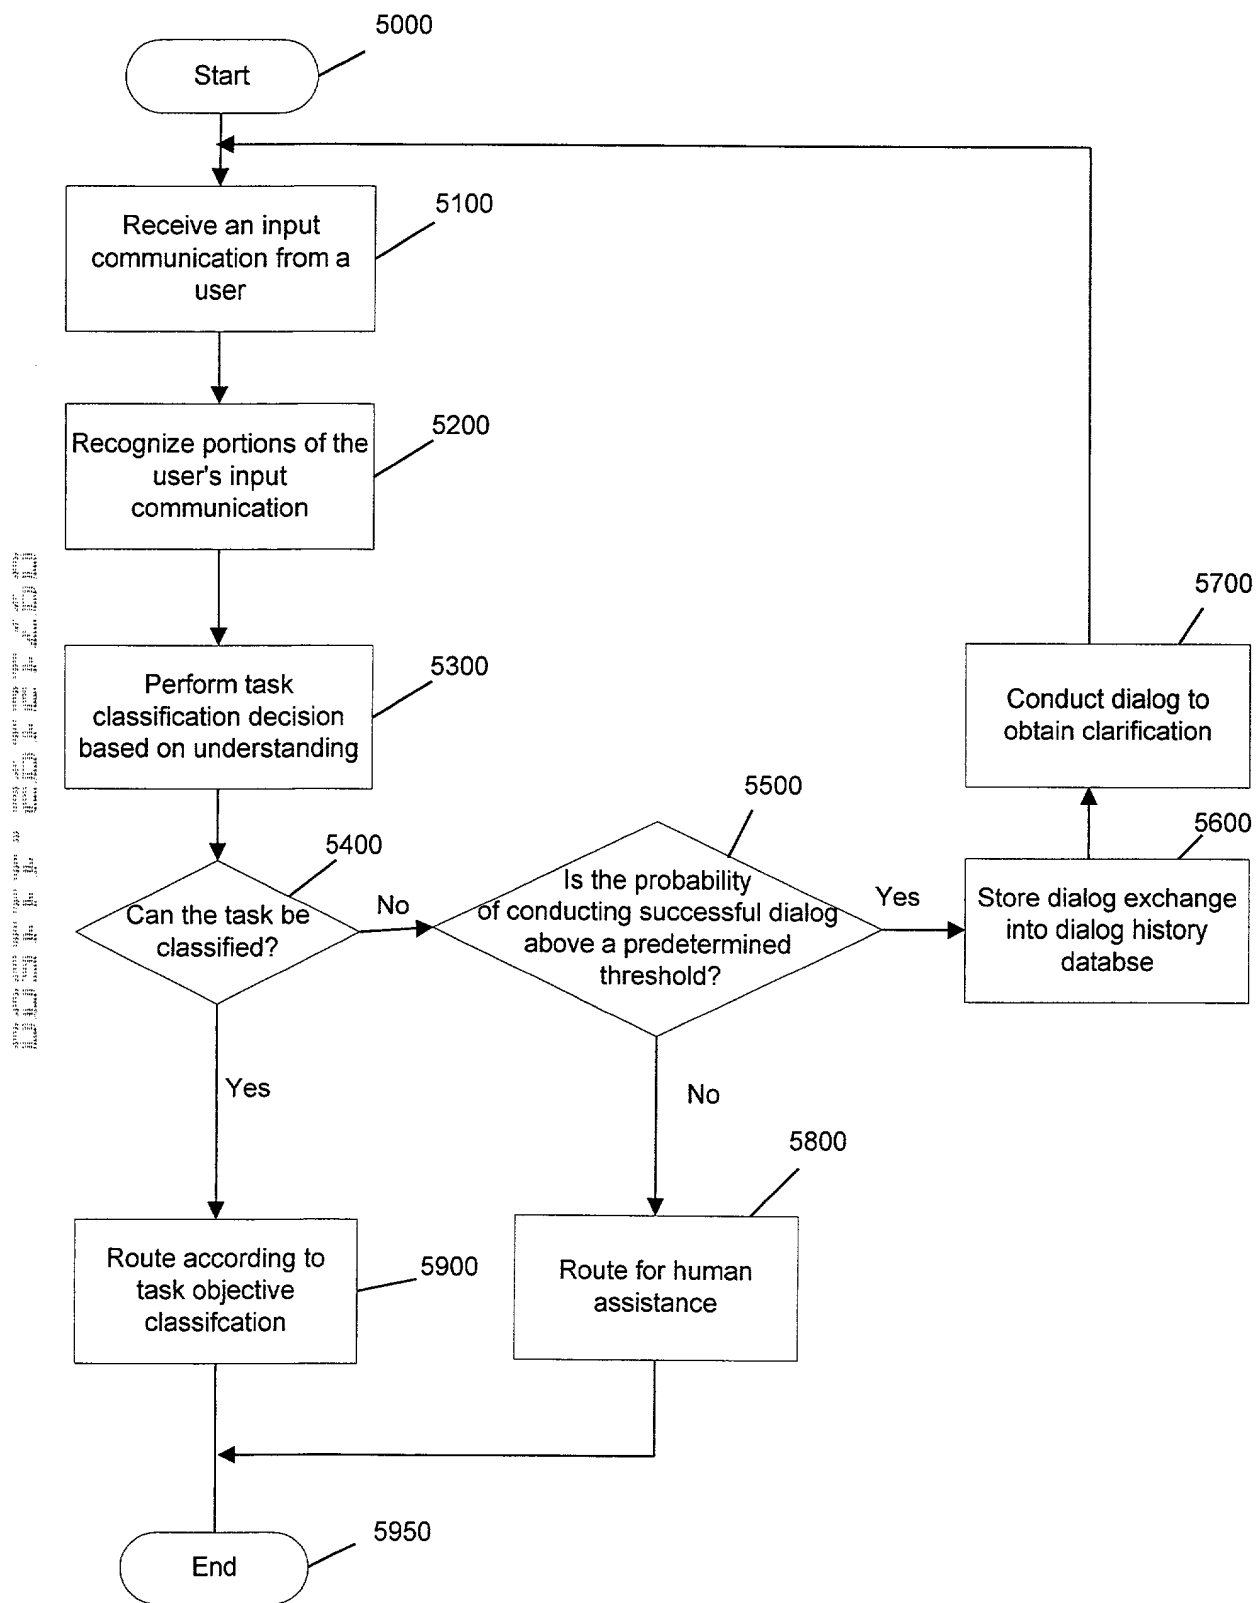 5000
Start
5100
Receive an input
communication from a
user
5200
Recognize portions of the
user's input
communication
5300
Perform task
classification decision
based on understanding
5700
Conduct dialog to
obtain clarification
5400
Can the task be
classified?
No
5500
Is the probability
of conducting successful dialog
above a predetermined
threshold?
Yes
5600
Store dialog exchange
into dialog history
databse
Yes
No
5800
Route according to
task objective
classifcation
5900
Route for human
assistance
5950
End